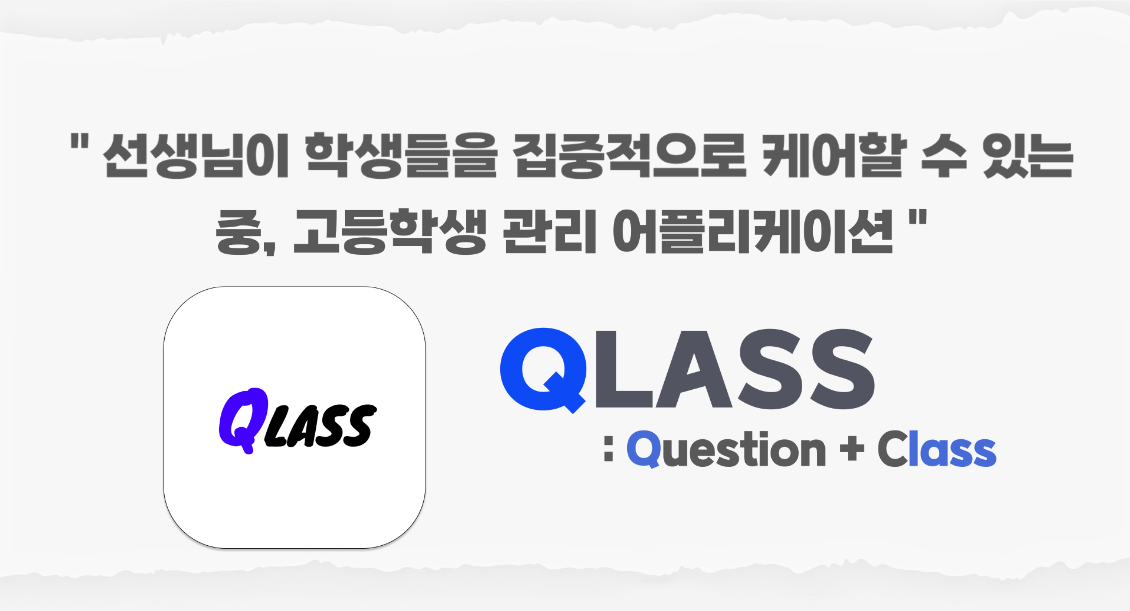 " 선생님이 학생들을 집중적으로 케어할 수 있는
중, 고등학생 관리 어플리케이션 "
QLASS
QLASS
: Question + Class